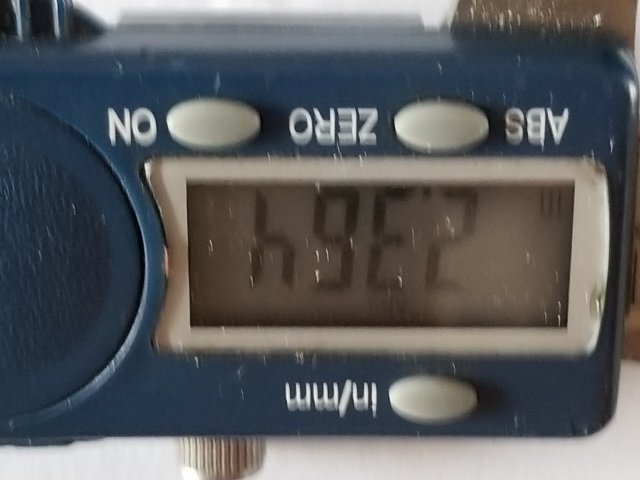 in/mm
2.364
ABS ZERO ON